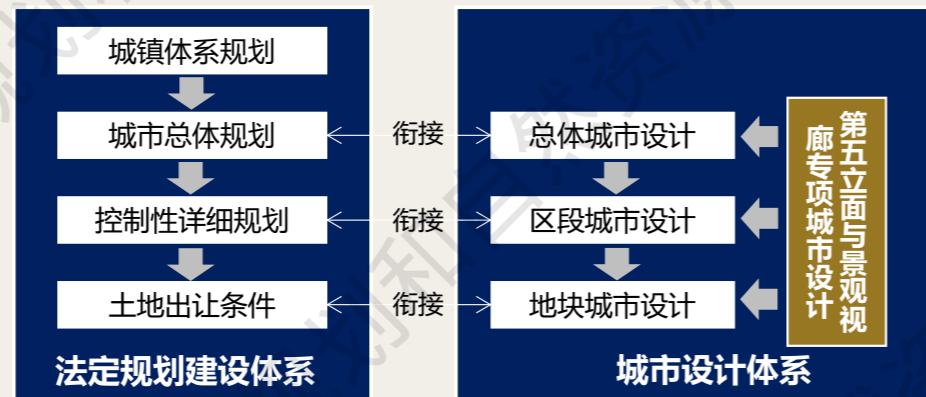 城镇体系规划
城市总体规划
控制性详细规划
土地出让条件
法定规划建设体系
衔接
衔接
衔接
总体城市设计
区段城市设计
地块城市设计
第五立面与景观视
廊专项城市设计
城市设计体系